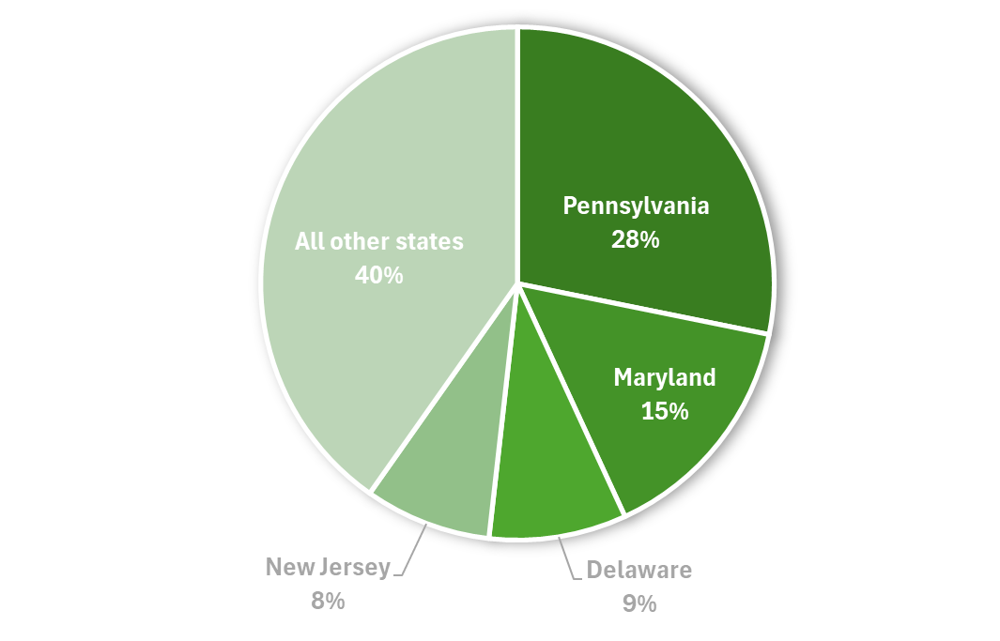 Pennsylvania
28%
All other states
40%
Maryland
15%
New Jersey
8%
Delaware
9%